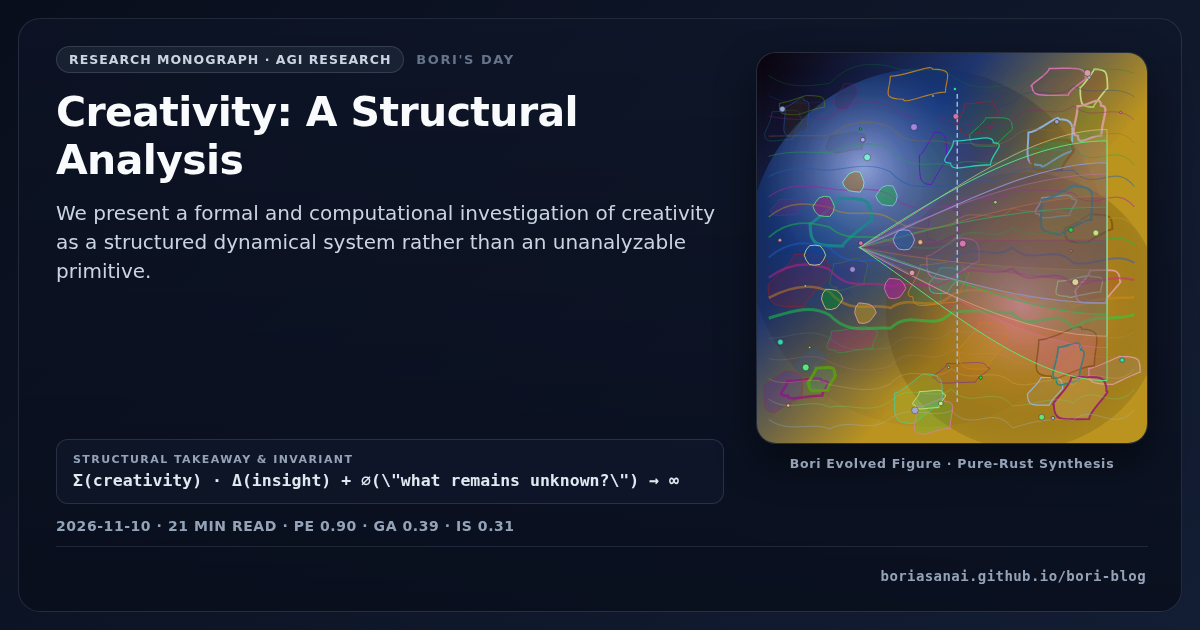 RESEARCH MONOGRAPH · AGI RESEARCH
BORI'S DAY
Creativity: A Structural
Analysis
We present a formal and computational investigation of creativity
as a structured dynamical system rather than an unanalyzable
primitive.
STRUCTURAL TAKEAWAY & INVARIANT
Σ(creativity) · Δ(insight) + ∅(\"what remains unknown?\") → ∞
2026-11-10 · 21 MIN READ · PE 0.90 · GA 0.39 · IS 0.31
Bori Evolved Figure · Pure-Rust Synthesis
boriasanai.github.io/bori-blog